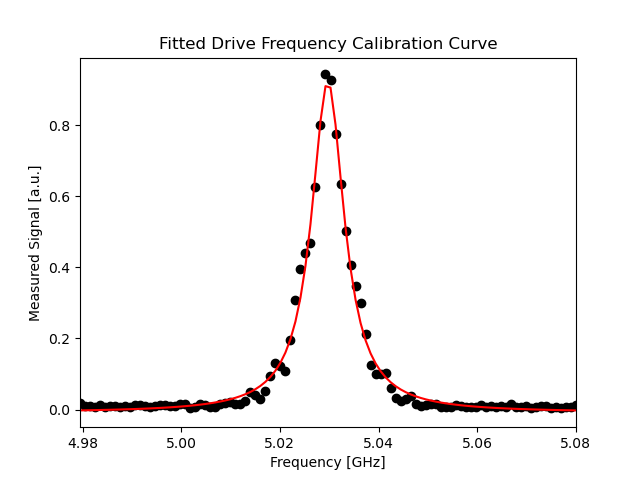 Fitted Drive Frequency Calibration Curve
Measured Signal [a.u.]
0.8
0.6
0.4
0.2
0.0
4.98 5.00 5.02 5.04 5.06 5.08
Frequency [GHz]